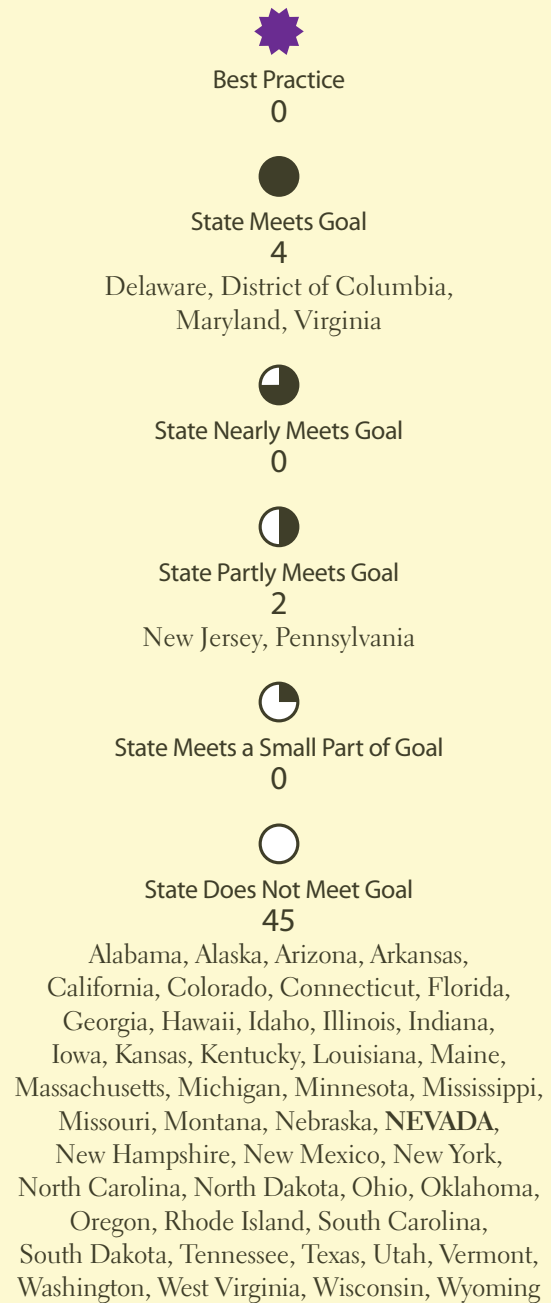 Best Practice
0
State Meets Goal
4
Delaware, District of Columbia,
Maryland, Virginia
State Nearly Meets Goal
0
State Partly Meets Goal
2
New Jersey, Pennsylvania
State Meets a Small Part of Goal
0
State Does Not Meet Goal
45
Alabama, Alaska, Arizona, Arkansas,
California, Colorado, Connecticut, Florida,
Georgia, Hawaii, Idaho, Illinois, Indiana,
Iowa, Kansas, Kentucky, Louisiana, Maine,
Massachusetts, Michigan, Minnesota, Mississippi,
Missouri, Montana, Nebraska, NEVADA,
New Hampshire, New Mexico, New York,
North Carolina, North Dakota, Ohio, Oklahoma,
Oregon, Rhode Island, South Carolina,
South Dakota, Tennessee, Texas, Utah, Vermont,
Washington, West Virginia, Wisconsin, Wyoming